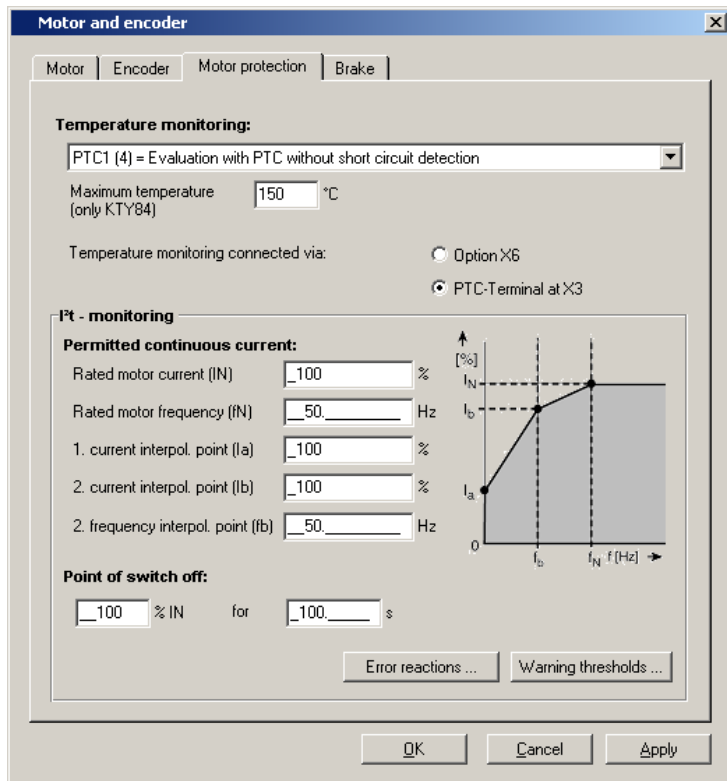 Motor and encoder
Motor Encoder Motor protection Brake
Temperature monitoring:
PTC1 (4) = Evaluation with PTC without short circuit detection
Maximum temperature
(only KTY84)
150 °C
Temperature monitoring connected via:
Option X6
PTC-Terminal at X3
I²t - monitoring
Permitted continuous current:
Rated motor current (IN) _100 %
Rated motor frequency (fN) __50.________ Hz
1. current interpol. point (Ia) _100 %
2. current interpol. point (Ib) _100 %
2. frequency interpol. point (fb) __50.________ Hz
[%]
IN
Ib
Ia
0
fb fN f [Hz]
Point of switch off:
__100 % IN for _100._____ s
Error reactions ... Warning thresholds ...
OK Cancel Apply